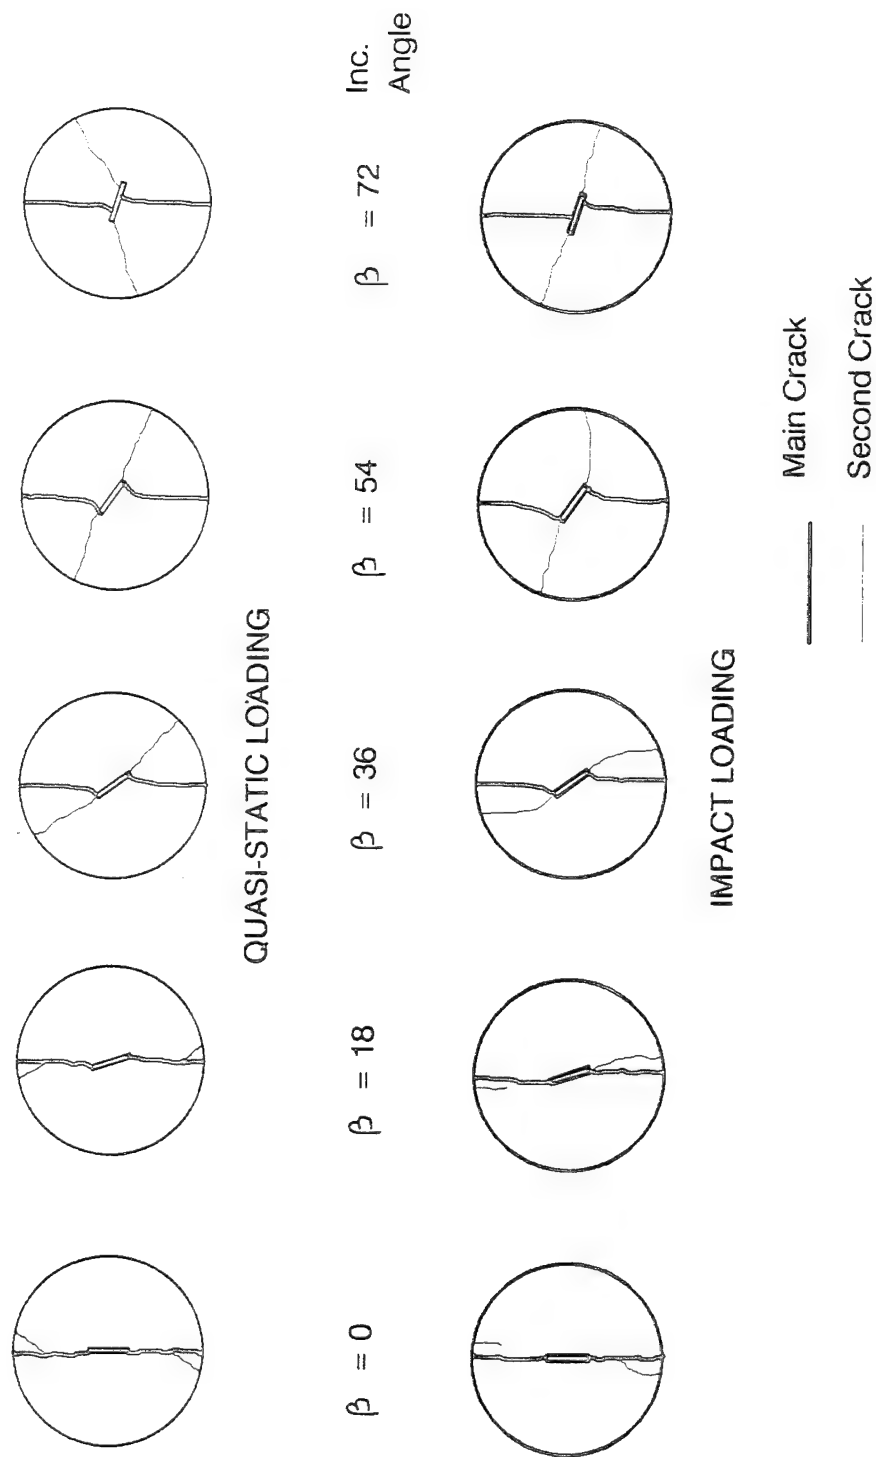 QUASI-STATIC LOADING
β = 0 β = 18 β = 36 β = 54 β = 72 Inc.
Angle
IMPACT LOADING
Main Crack
Second Crack